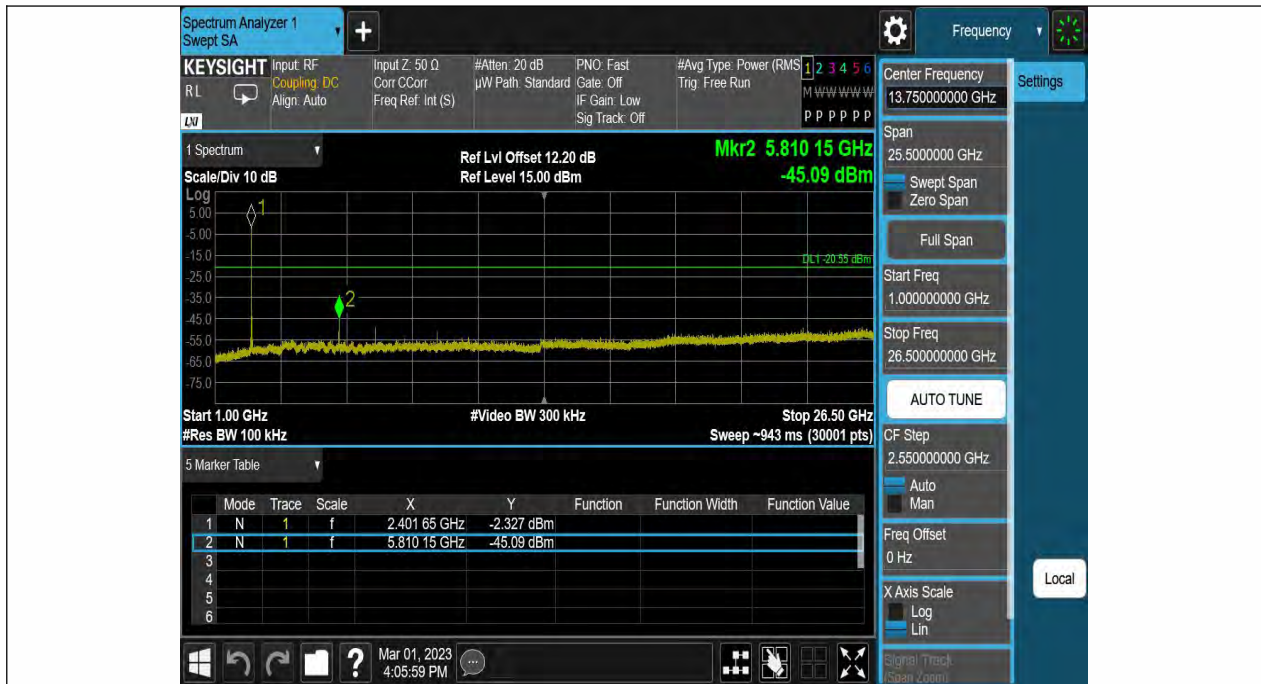 Spectrum Analyzer 1
Swept SA
+
Frequency
KEYSIGHT
RL
LXI
Input: RF
Coupling: DC
Align: Auto
Input Z: 50 Ω
Corr CCorr
Freq Ref: Int (S)
#Atten: 20 dB
µW Path: Standard
PNO: Fast
Gate: Off
IF Gain: Low
Sig Track: Off
#Avg Type: Power (RMS
Trig: Free Run
1 2 3 4 5 6
M W W W W W
P P P P P P
1 Spectrum
Scale/Div 10 dB
Ref Lvl Offset 12.20 dB
Ref Level 15.00 dBm
Mkr2 5.810 15 GHz
-45.09 dBm
Log
5.00
-5.00
-15.0
-25.0
-35.0
-45.0
-55.0
-65.0
-75.0
1
2
DL1 -20.55 dBm
Start 1.00 GHz
#Video BW 300 kHz
Stop 26.50 GHz
#Res BW 100 kHz
Sweep ~943 ms (30001 pts)
5 Marker Table
Mode Trace Scale X Y Function Function Width Function Value
1 N 1 f 2.401 65 GHz -2.327 dBm
2 N 1 f 5.810 15 GHz -45.09 dBm
3
4
5
6
Mar 01, 2023
4:05:59 PM
Center Frequency
13.750000000 GHz
Settings
Span
25.5000000 GHz
Swept Span
Zero Span
Full Span
Start Freq
1.000000000 GHz
Stop Freq
26.500000000 GHz
AUTO TUNE
CF Step
2.550000000 GHz
Auto
Man
Freq Offset
0 Hz
X Axis Scale
Log
Lin
Signal Track
(Span Zoom)
Local